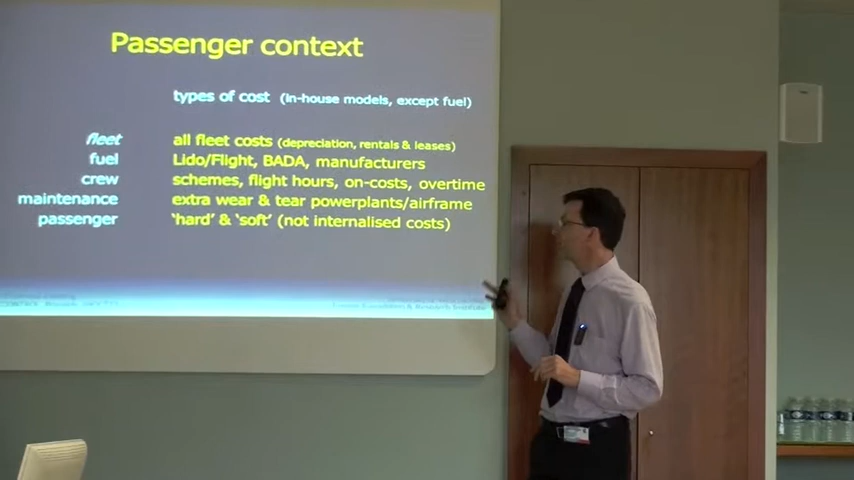 Passenger context
types of cost (in-house models, except fuel)
fleet all fleet costs (depreciation, rentals & leases)
fuel Lido/Flight, BADA, manufacturers
crew schemes, flight hours, on-costs, overtime
maintenance extra wear & tear powerplants/airframe
passenger 'hard' & 'soft' (not internalised costs)